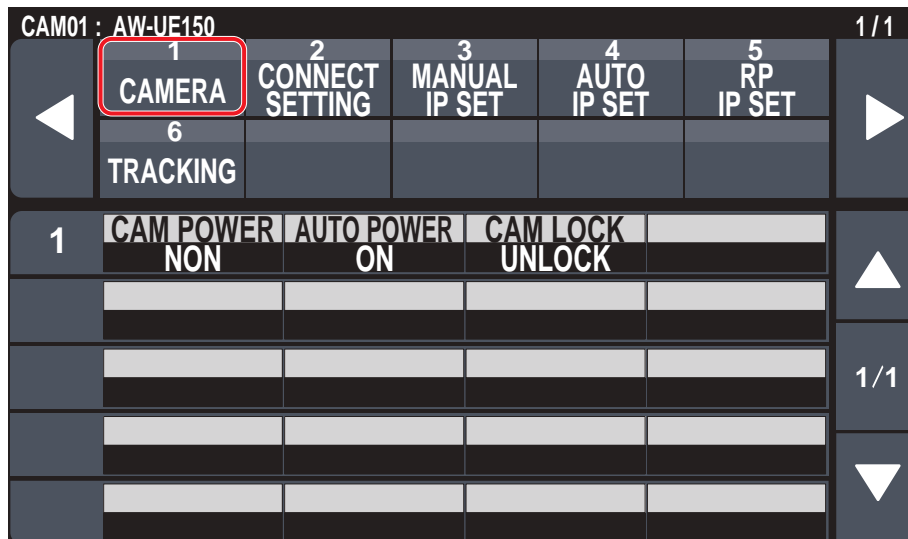 CAM01 : AW-UE150 1 / 1
1 2 3 4 5
CAMERA CONNECT SETTING MANUAL IP SET AUTO IP SET RP IP SET
6
TRACKING
1 CAM POWER AUTO POWER CAM LOCK
NON ON UNLOCK
1/1